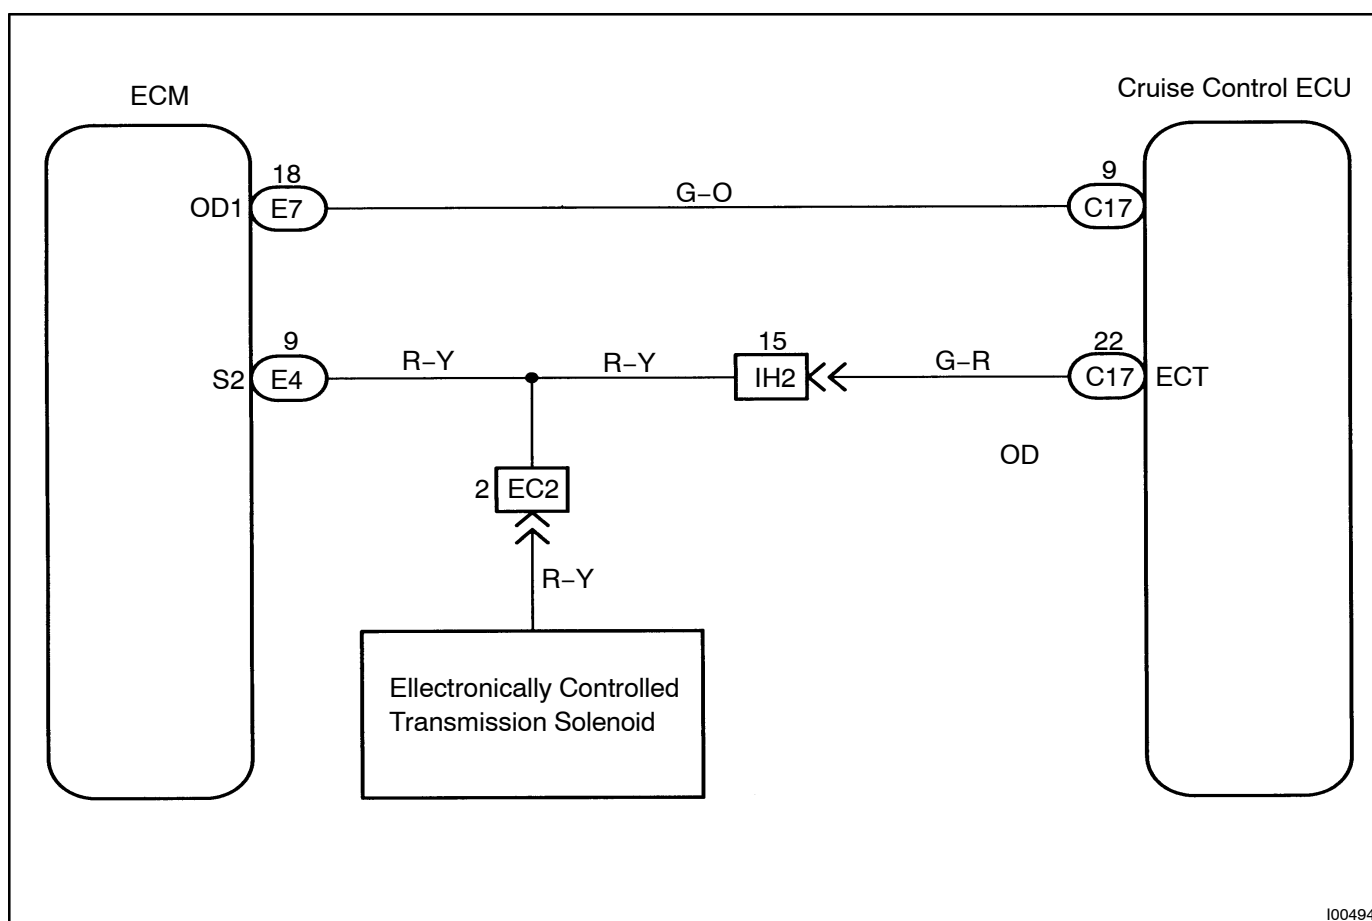 ECM
Cruise Control ECU
18
9
OD1
E7
G–O
C17
9
15
22
S2
E4
R–Y
R–Y
IH2
G–R
C17
ECT
OD
2
EC2
R–Y
Ellectronically Controlled
Transmission Solenoid
I00494